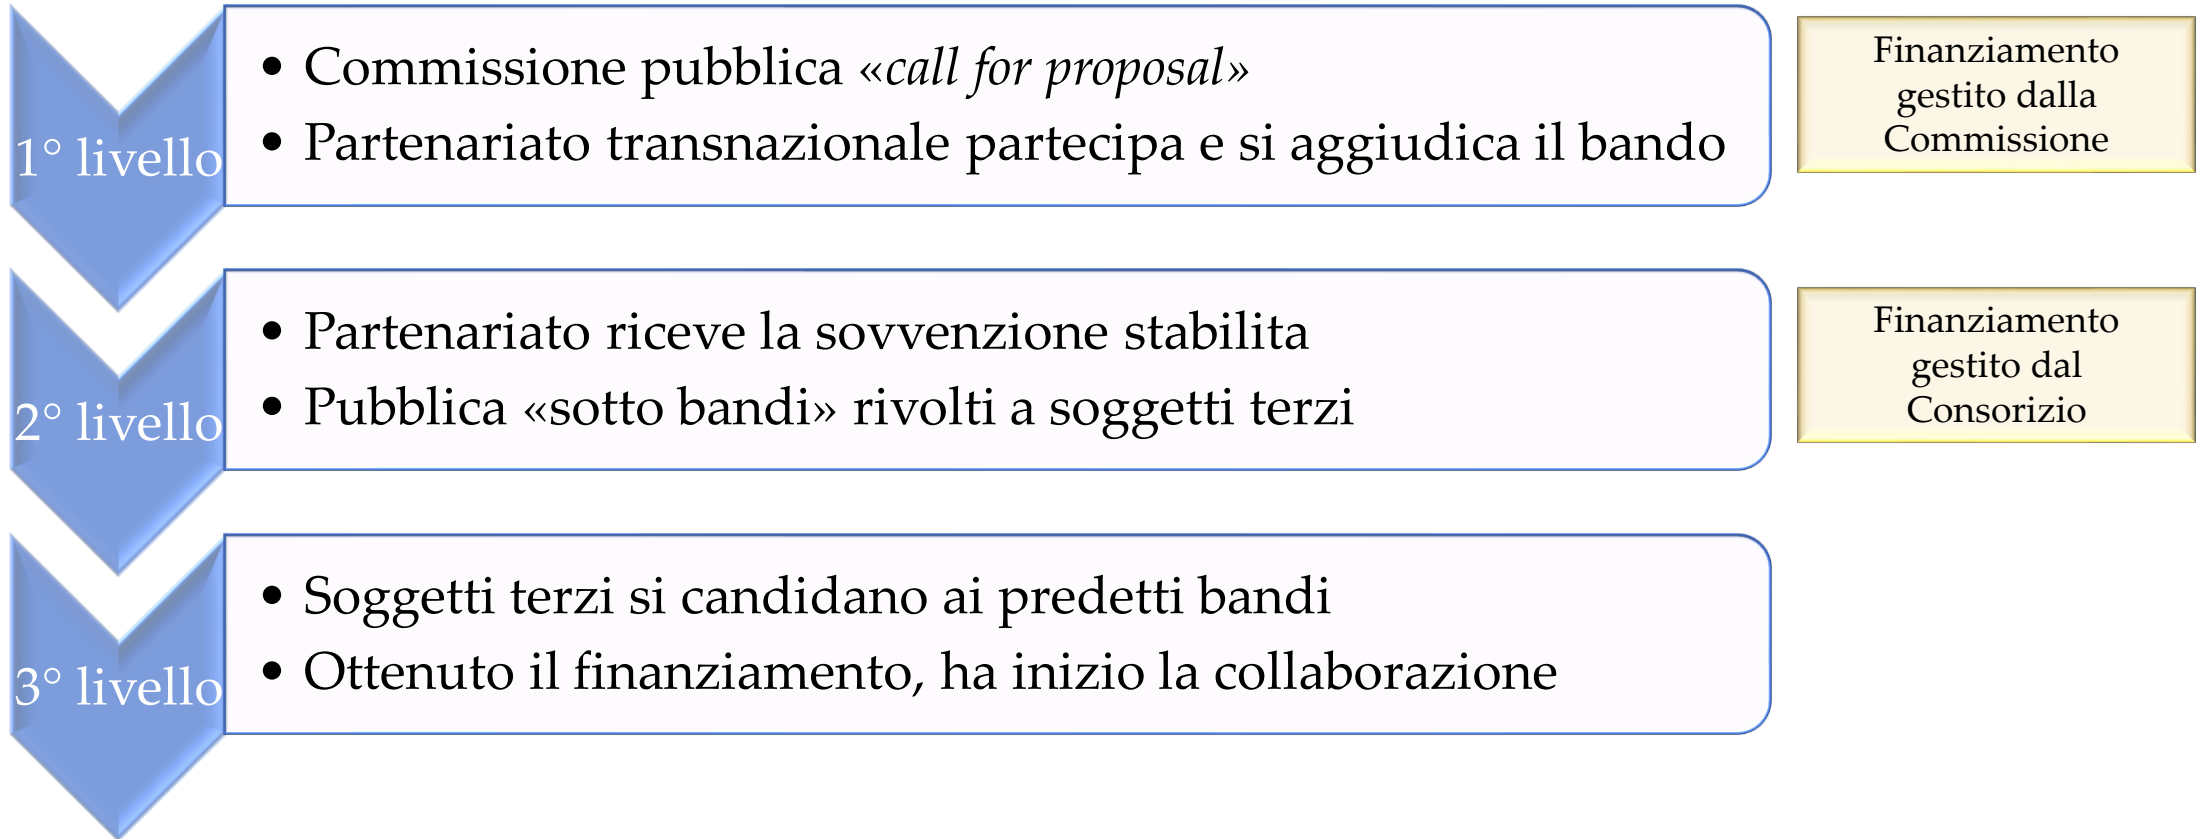 1° livello
• Commissione pubblica «call for proposal»
• Partenariato transnazionale partecipa e si aggiudica il bando
Finanziamento
gestito dalla
Commissione
2° livello
• Partenariato riceve la sovvenzione stabilita
• Pubblica «sotto bandi» rivolti a soggetti terzi
Finanziamento
gestito dal
Consorizio
3° livello
• Soggetti terzi si candidano ai predetti bandi
• Ottenuto il finanziamento, ha inizio la collaborazione